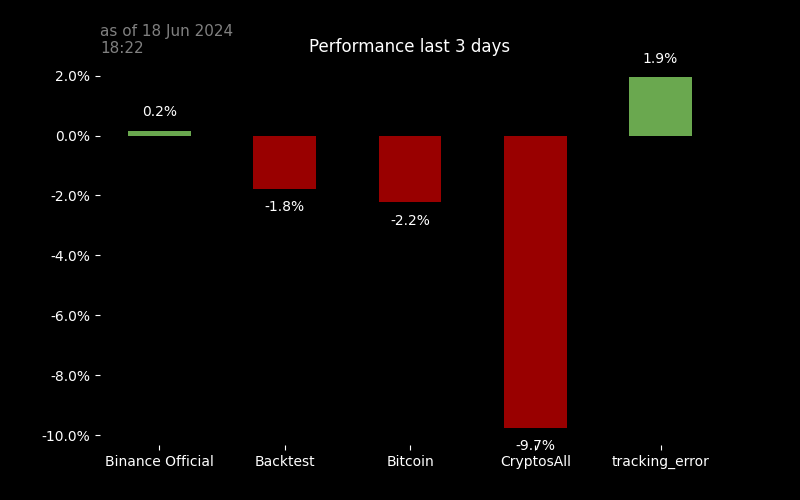 as of 18 Jun 2024
18:22
Performance last 3 days
1.9%
2.0%
0.2%
0.0%
-2.0%
-1.8%
-2.2%
-4.0%
-6.0%
-8.0%
-10.0%
-9.7%
Binance Official
Backtest
Bitcoin
CryptosAll
tracking_error